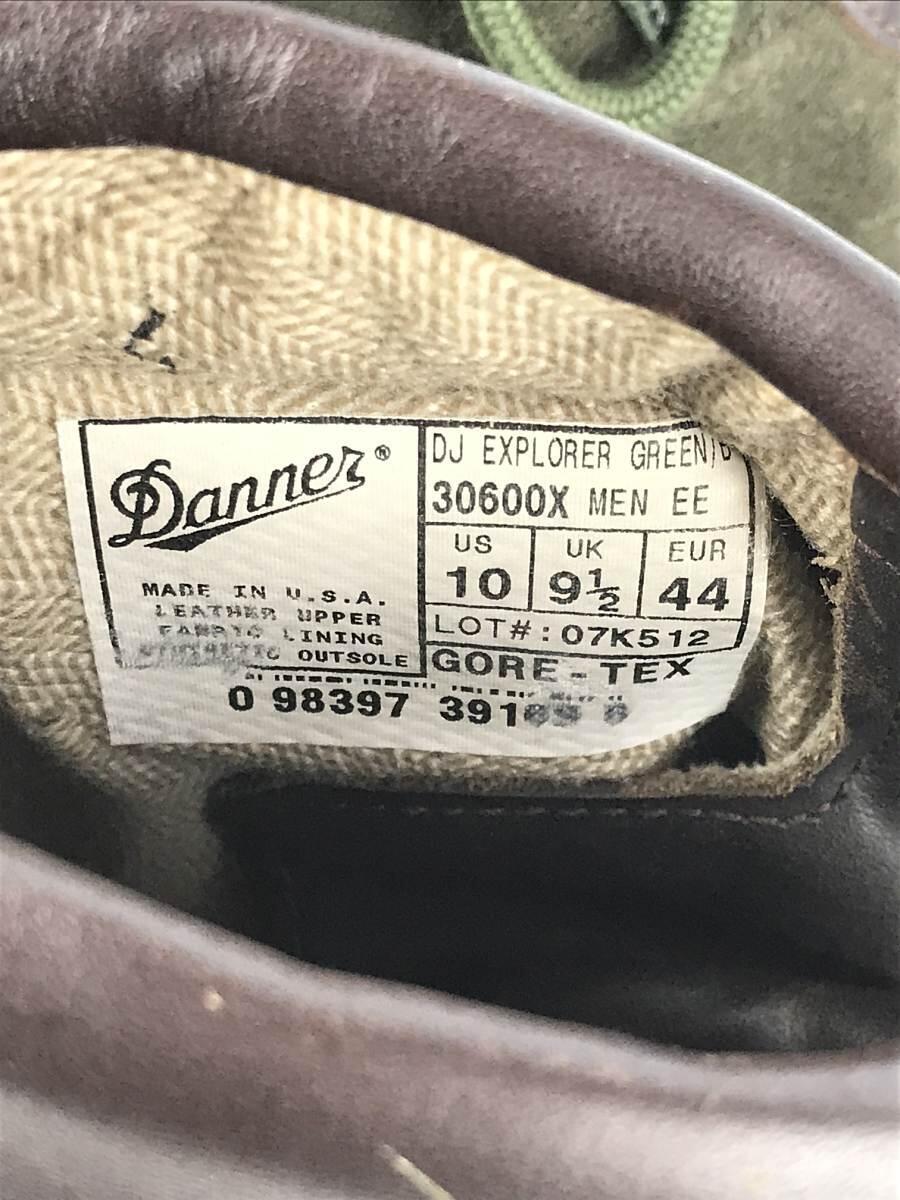 L.
Danner®
MADE IN U.S.A.
LEATHER UPPER
FABRIC LINING
OUTSOLE
DJ EXPLORER GREEN/
30600X MEN EE
US UK EUR
10 9½ 44
LOT#: 07K512
GORE-TEX
0 98397